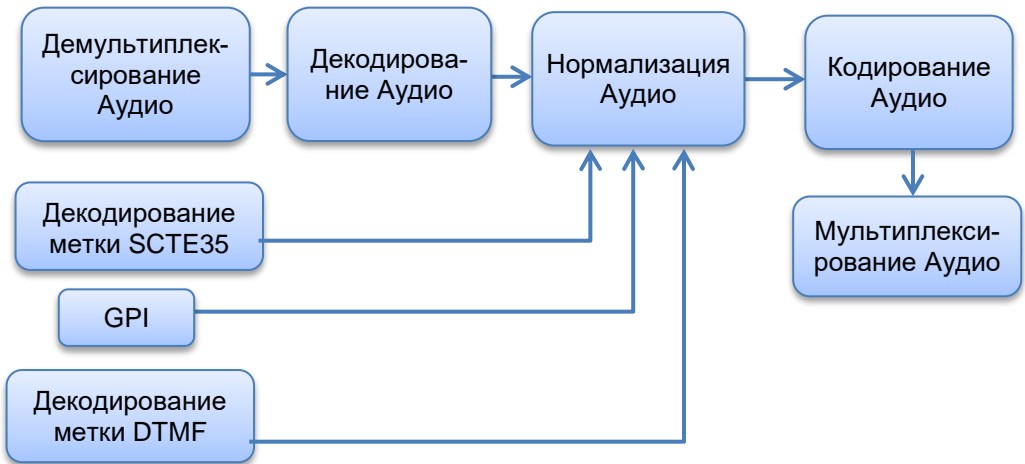 Демультиплек-
сирование
Аудио
Декодирова-
ние Аудио
Нормализация
Аудио
Кодирование
Аудио
Декодирование
метки SCTE35
Мультиплекси-
рование Аудио
GPI
Декодирование
метки DTMF